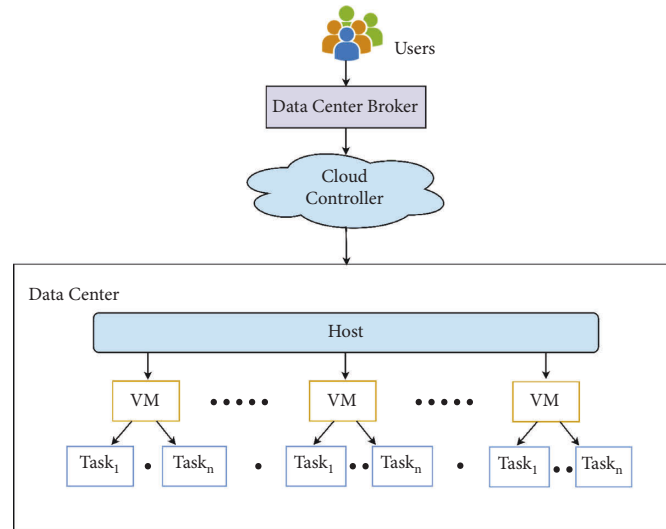 Users
Data Center Broker
Cloud
Controller
Data Center
Host
VM
VM
VM
Task₁
Taskₙ
Task₁
Taskₙ
Task₁
Taskₙ